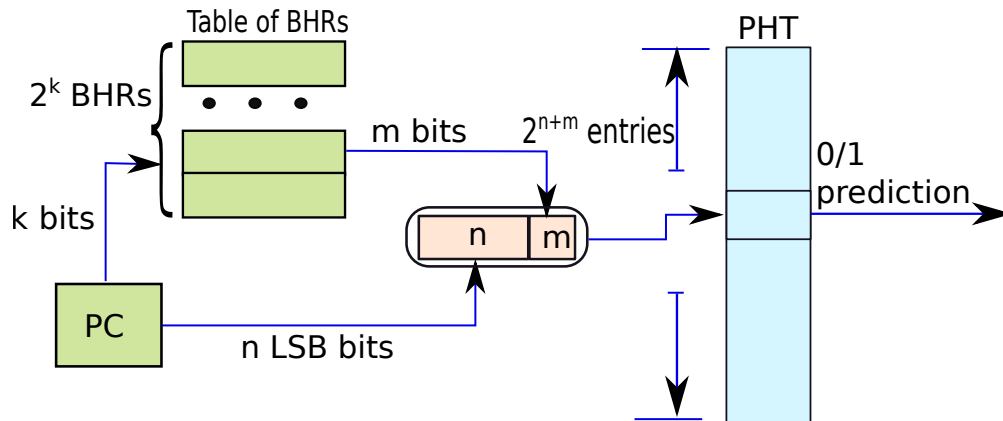 Table of BHRs
PHT
2^k BHRs
m bits
2^{n+m} entries
0/1
prediction
k bits
n
m
PC
n LSB bits